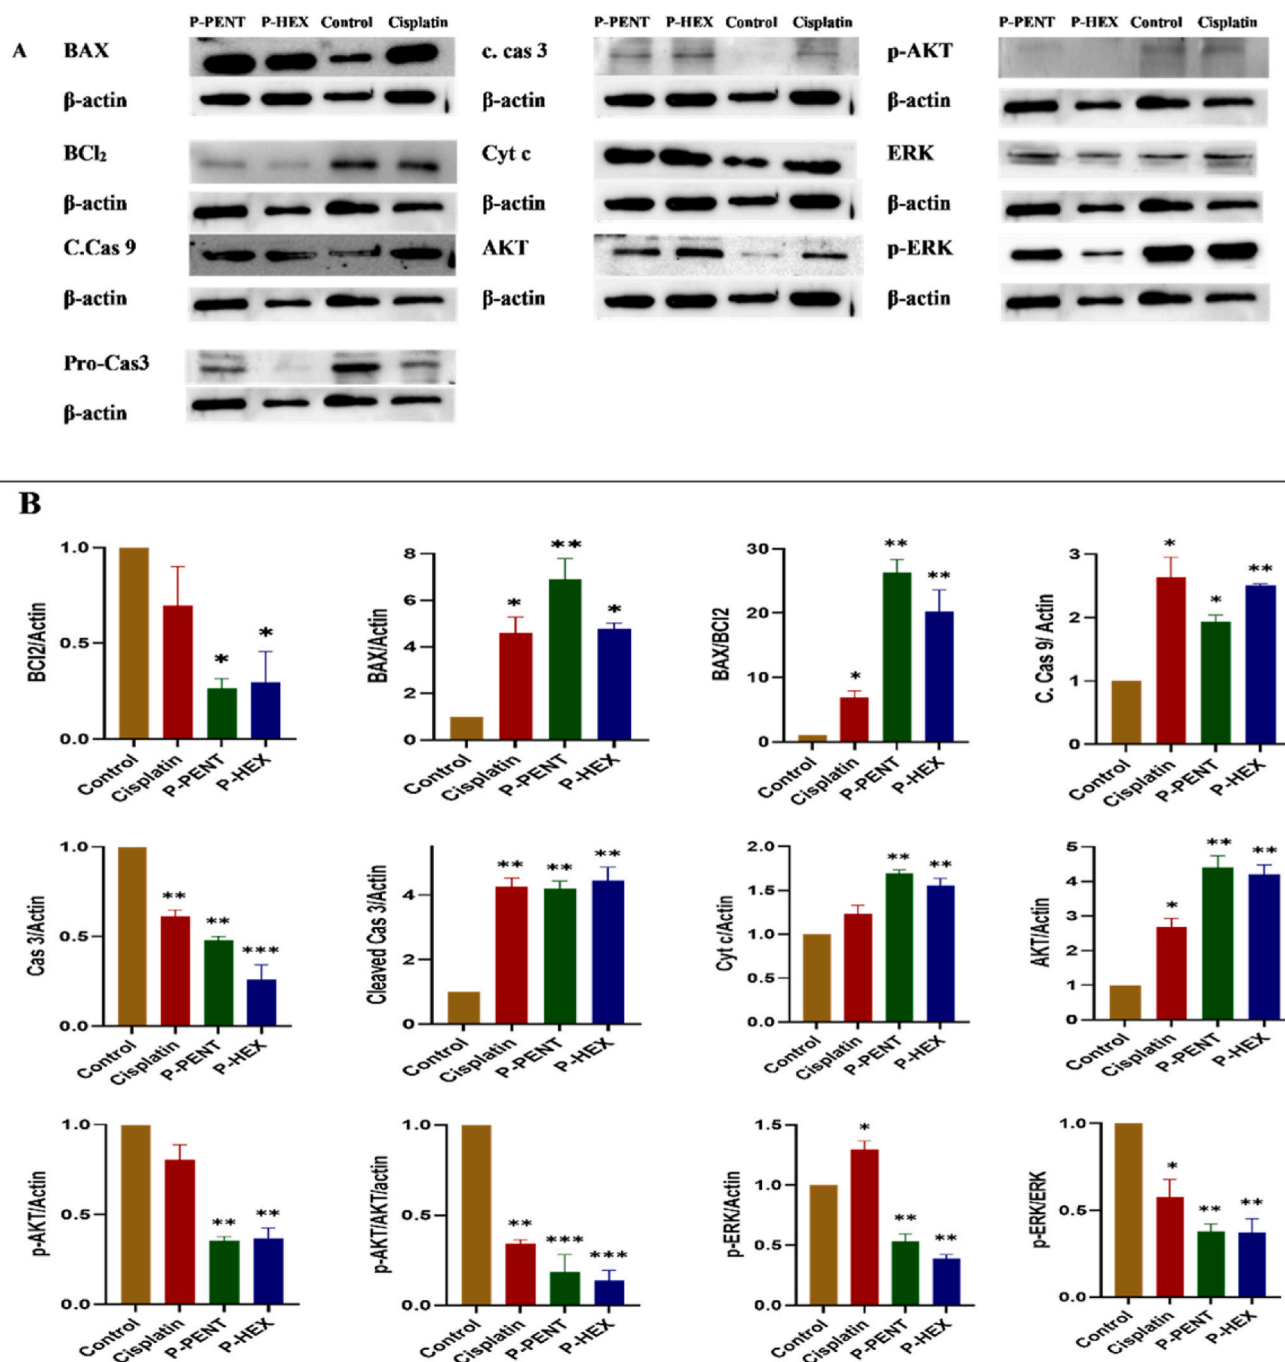 P-PENT P-HEX Control Cisplatin
P-PENT P-HEX Control Cisplatin
P-PENT P-HEX Control Cisplatin
A
BAX
c. cas 3
p-AKT
β-actin
β-actin
β-actin
BCl₂
Cyt c
ERK
β-actin
β-actin
β-actin
C.Cas 9
AKT
p-ERK
β-actin
β-actin
β-actin
Pro-Cas3
β-actin
B
BCl2/Actin
1.0
0.5
0.0
*
*
Control
Cisplatin
P-PENT
P-HEX
BAX/Actin
8
6
4
2
0
*
**
*
Control
Cisplatin
P-PENT
P-HEX
BAX/BCl2
30
20
10
0
*
**
**
Control
Cisplatin
P-PENT
P-HEX
C. Cas 9/ Actin
3
2
1
0
*
*
**
Control
Cisplatin
P-PENT
P-HEX
Cas 3/Actin
1.0
0.5
0.0
**
**
***
Control
Cisplatin
P-PENT
P-HEX
Cleaved Cas 3/Actin
4
2
0
**
**
**
Control
Cisplatin
P-PENT
P-HEX
Cyt c/Actin
2.0
1.5
1.0
0.5
0.0
**
**
Control
Cisplatin
P-PENT
P-HEX
AKT/Actin
5
4
3
2
1
0
*
**
**
Control
Cisplatin
P-PENT
P-HEX
p-AKT/Actin
1.0
0.5
0.0
**
**
Control
Cisplatin
P-PENT
P-HEX
p-AKT/AKT/actin
1.0
0.5
0.0
**
***
***
Control
Cisplatin
P-PENT
P-HEX
p-ERK/Actin
1.5
1.0
0.5
0.0
*
**
**
Control
Cisplatin
P-PENT
P-HEX
p-ERK/ERK
1.0
0.5
0.0
*
**
**
Control
Cisplatin
P-PENT
P-HEX